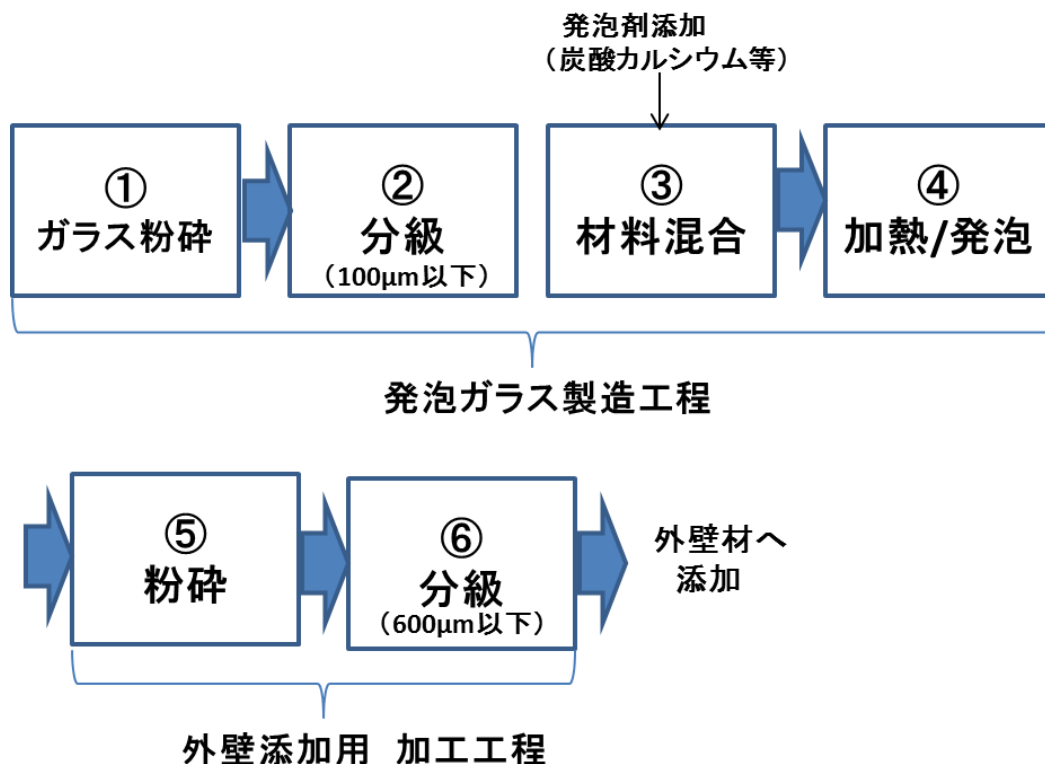 発泡剤添加
（炭酸カルシウム等）
①
ガラス粉砕
②
分級
（100μm以下）
③
材料混合
④
加熱/発泡
発泡ガラス製造工程
⑤
粉砕
⑥
分級
（600μm以下）
外壁材へ
添加
外壁添加用 加工工程